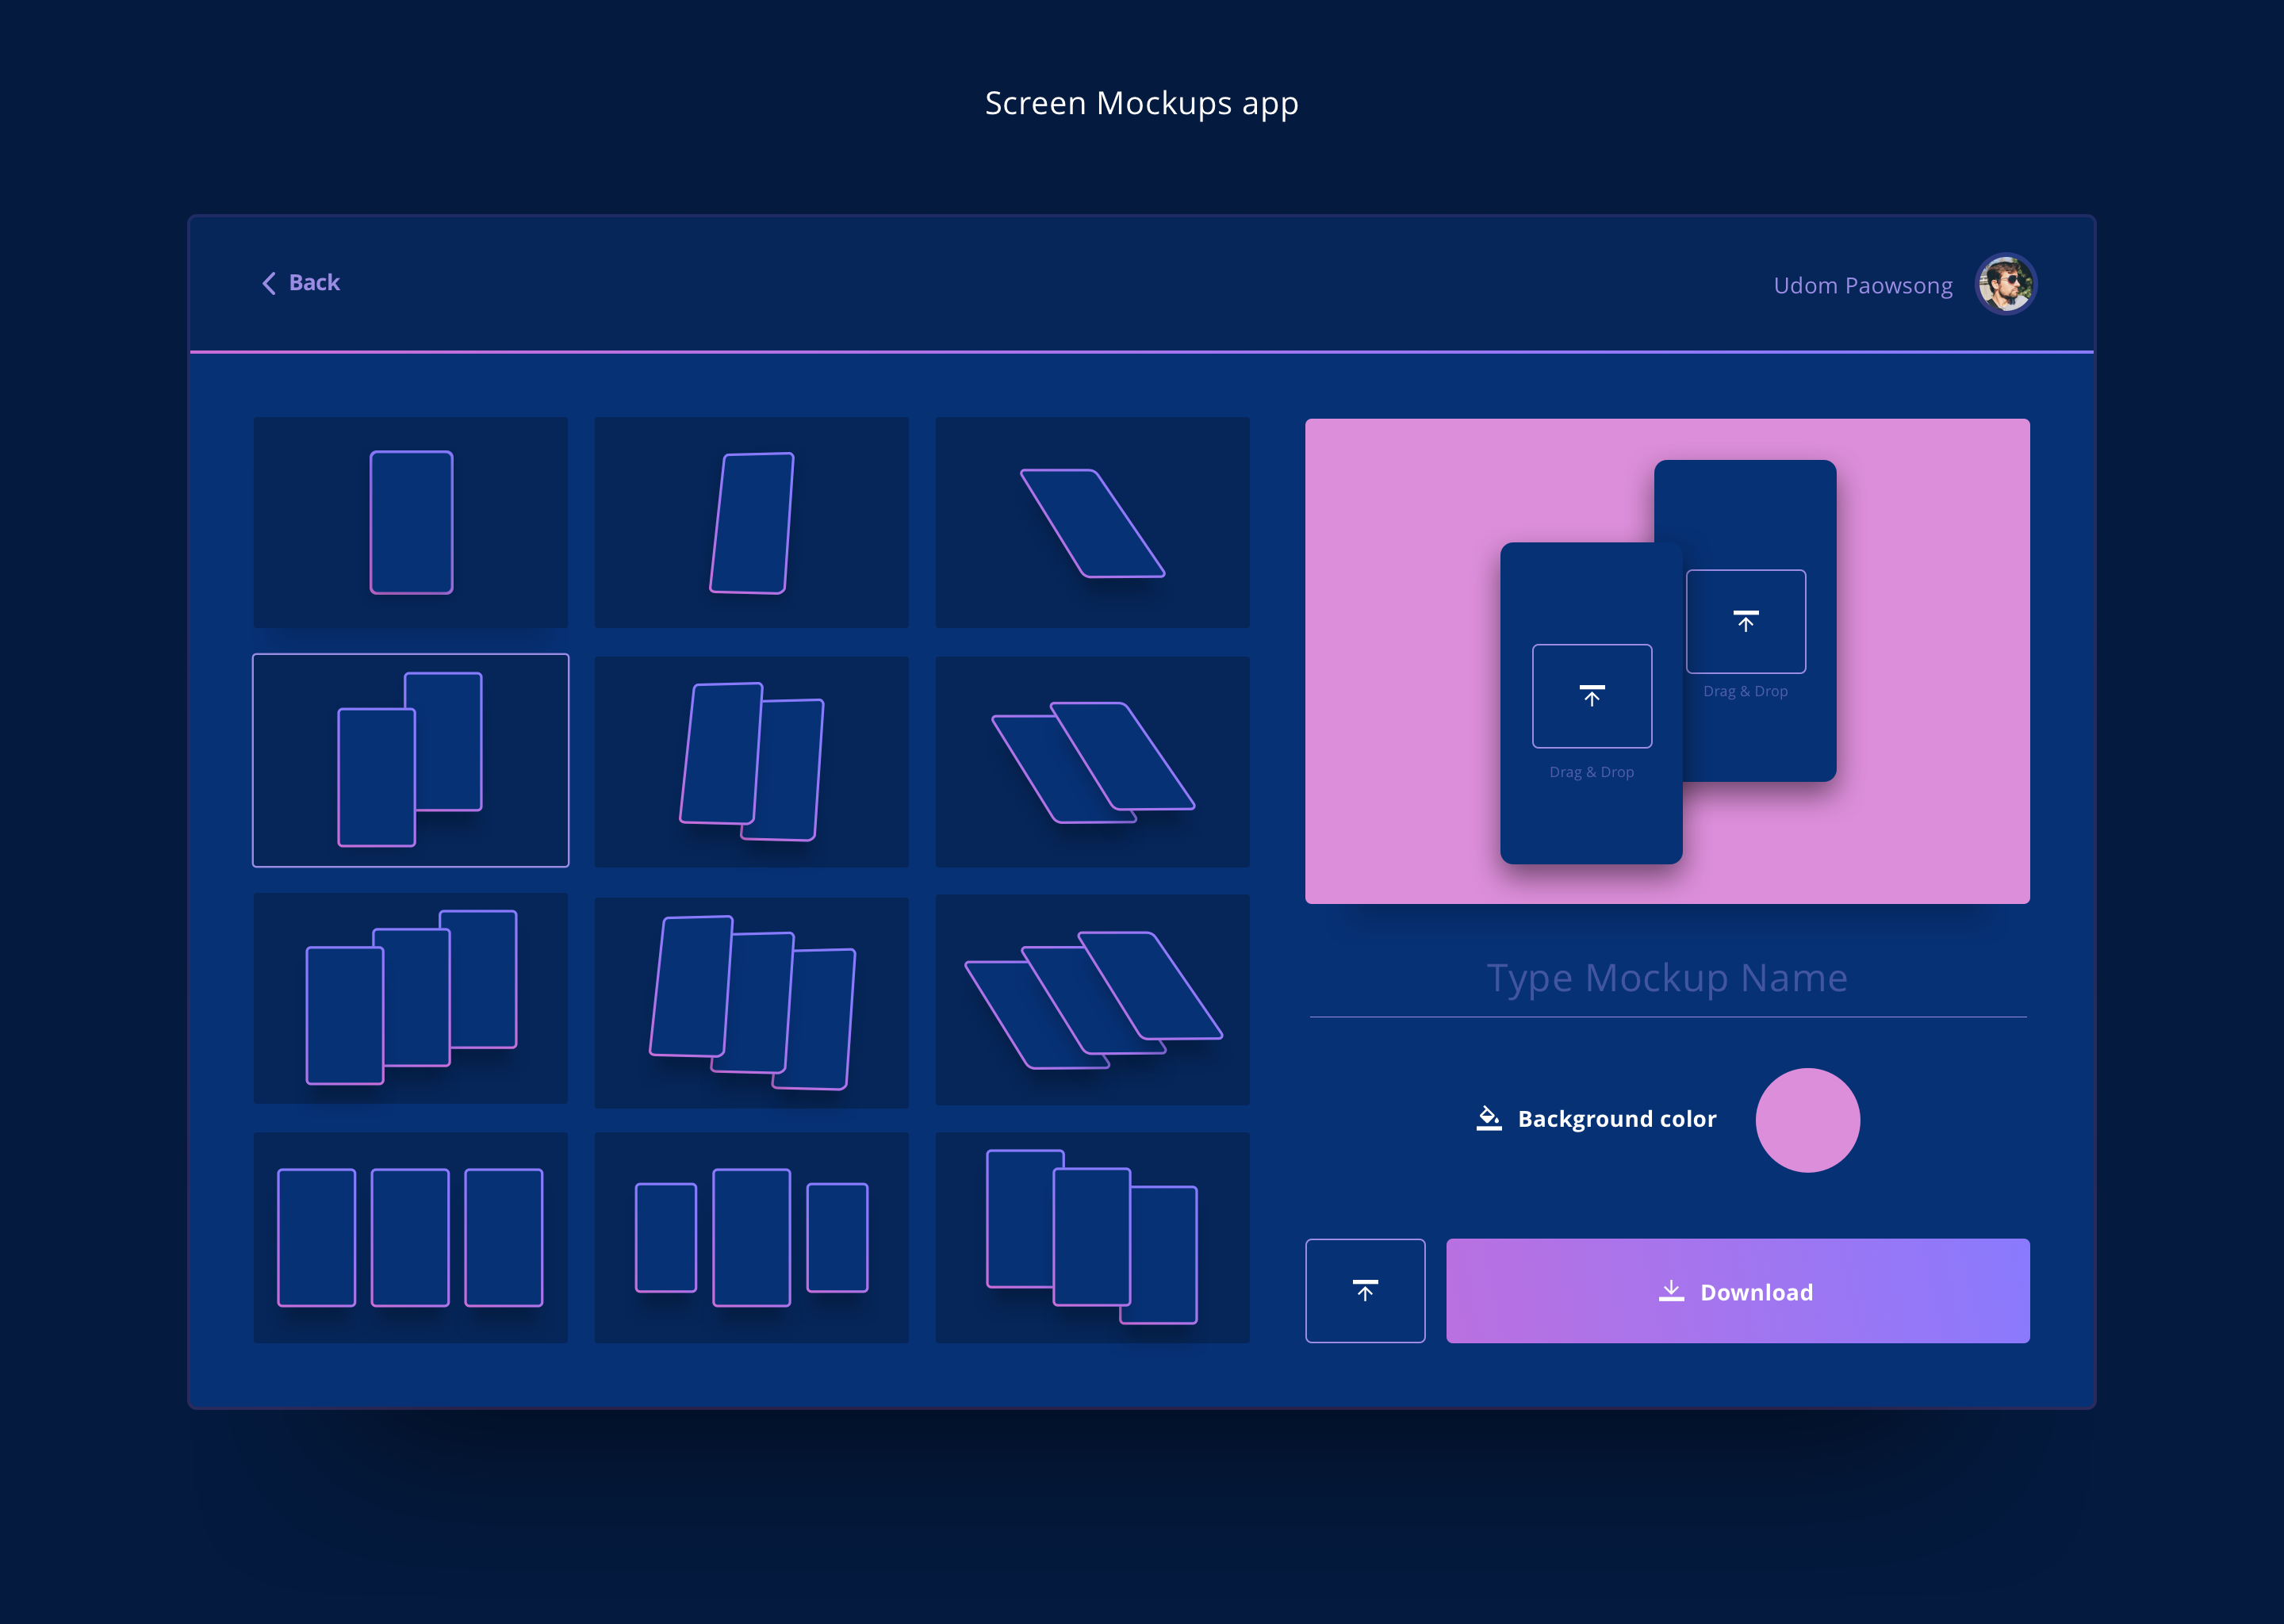 Screen Mockups app
Back
Udom Paowsong
Drag & Drop
Drag & Drop
Type Mockup Name
Background color
Download